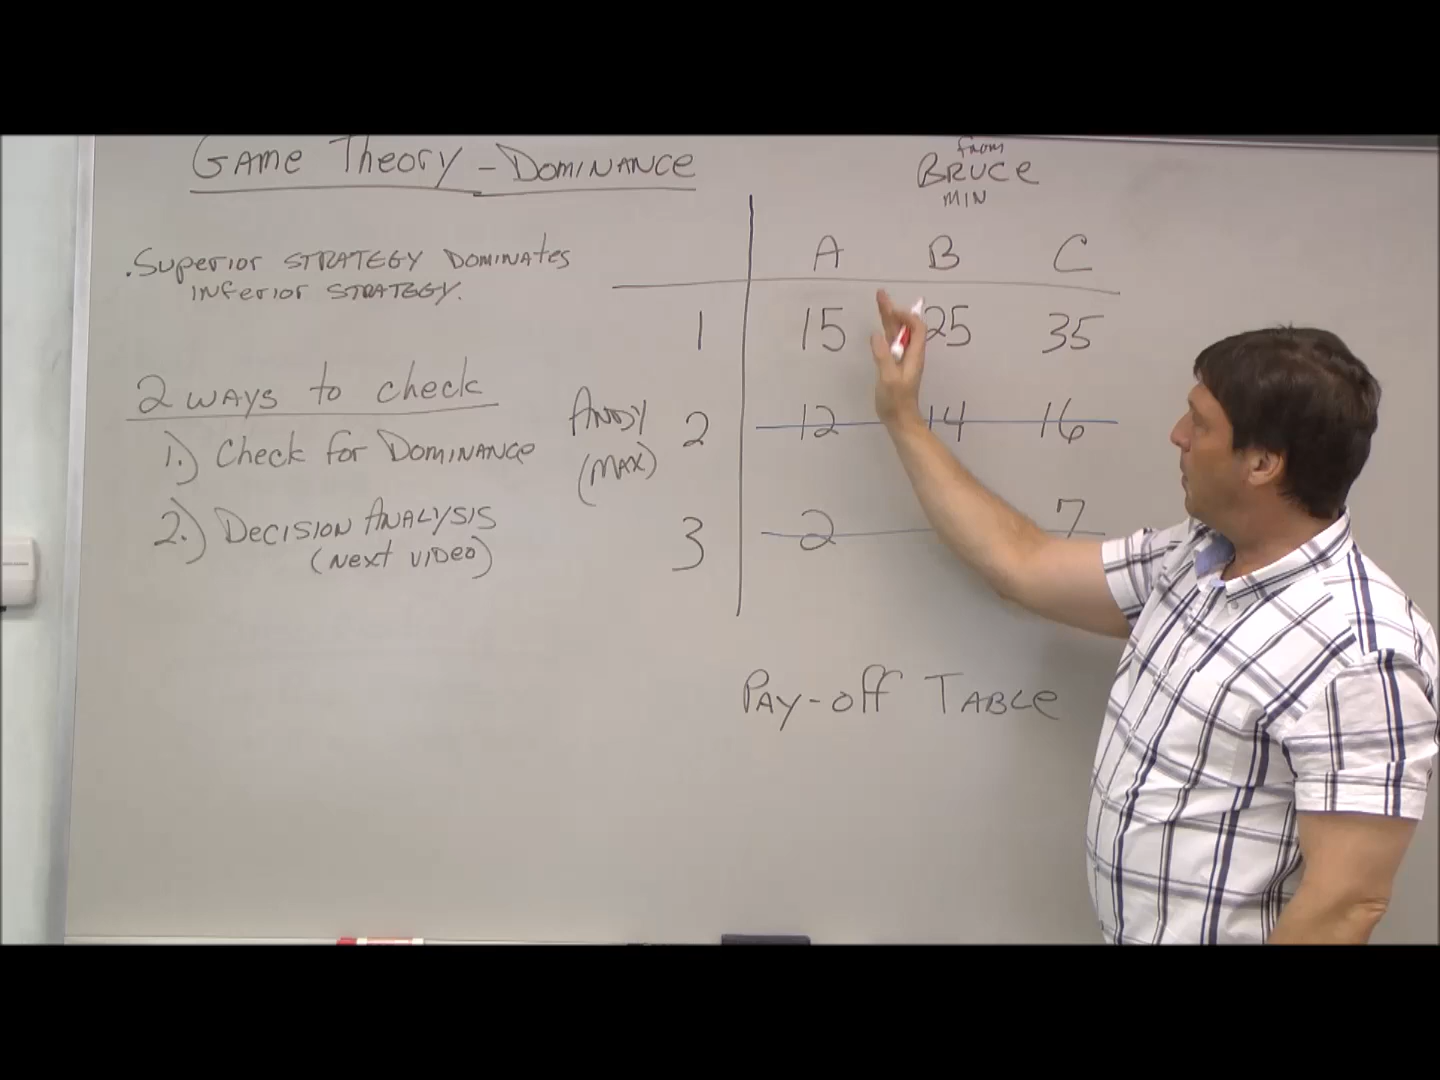 Game Theory - Dominance
. Superior STRATEGY DOMINATES
inferior STRATEGY.
2 ways to check
1.) Check for Dominance
2.) Decision Analysis
(next video)
from
BRUCE
MIN
A B C
1 15 25 35
ANDY
(MAX)
2 12 14 16
3 2 7
PAY-off TABLE